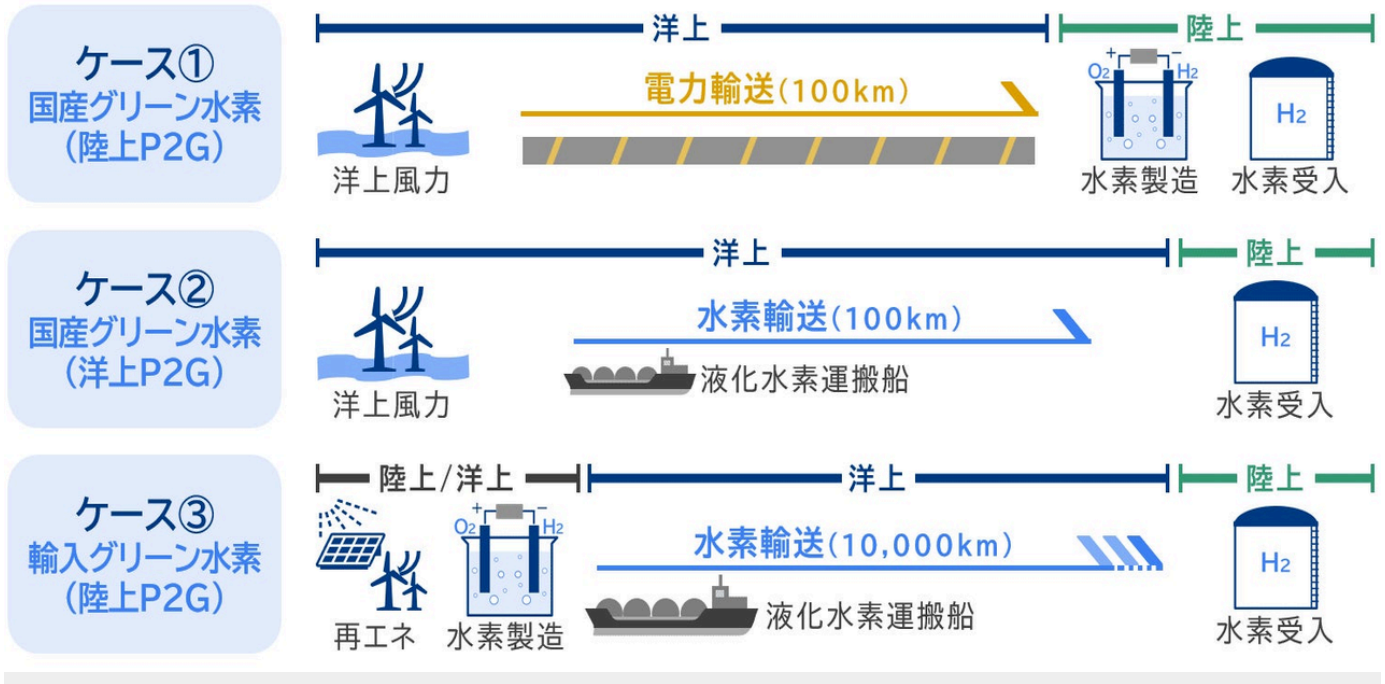 ケース①
国産グリーン水素
(陸上P2G)
洋上
陸上
電力輸送(100km)
洋上風力
+ −
O2 H2
水素製造
H2
水素受入
ケース②
国産グリーン水素
(洋上P2G)
洋上
陸上
水素輸送(100km)
液化水素運搬船
洋上風力
H2
水素受入
ケース③
輸入グリーン水素
(陸上P2G)
陸上/洋上
洋上
陸上
再エネ
+ −
O2 H2
水素製造
水素輸送(10,000km)
液化水素運搬船
H2
水素受入